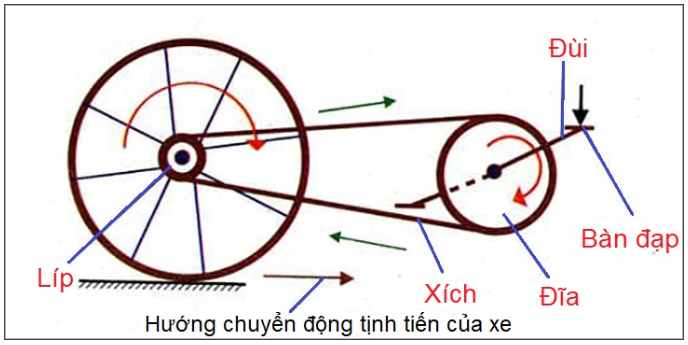 Đùi
Bàn đạp
Líp
Xích
Đĩa
Hướng chuyển động tịnh tiến của xe